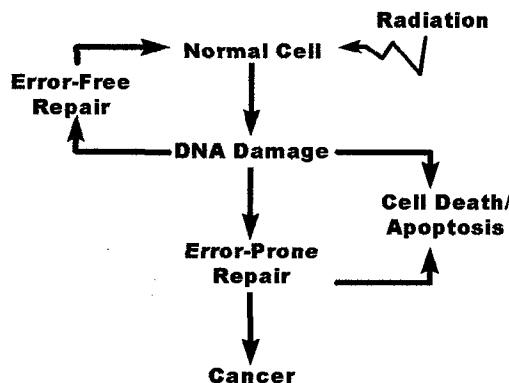 Radiation
Normal Cell
Error-Free
Repair
DNA Damage
Cell Death/
Apoptosis
Error-Prone
Repair
Cancer